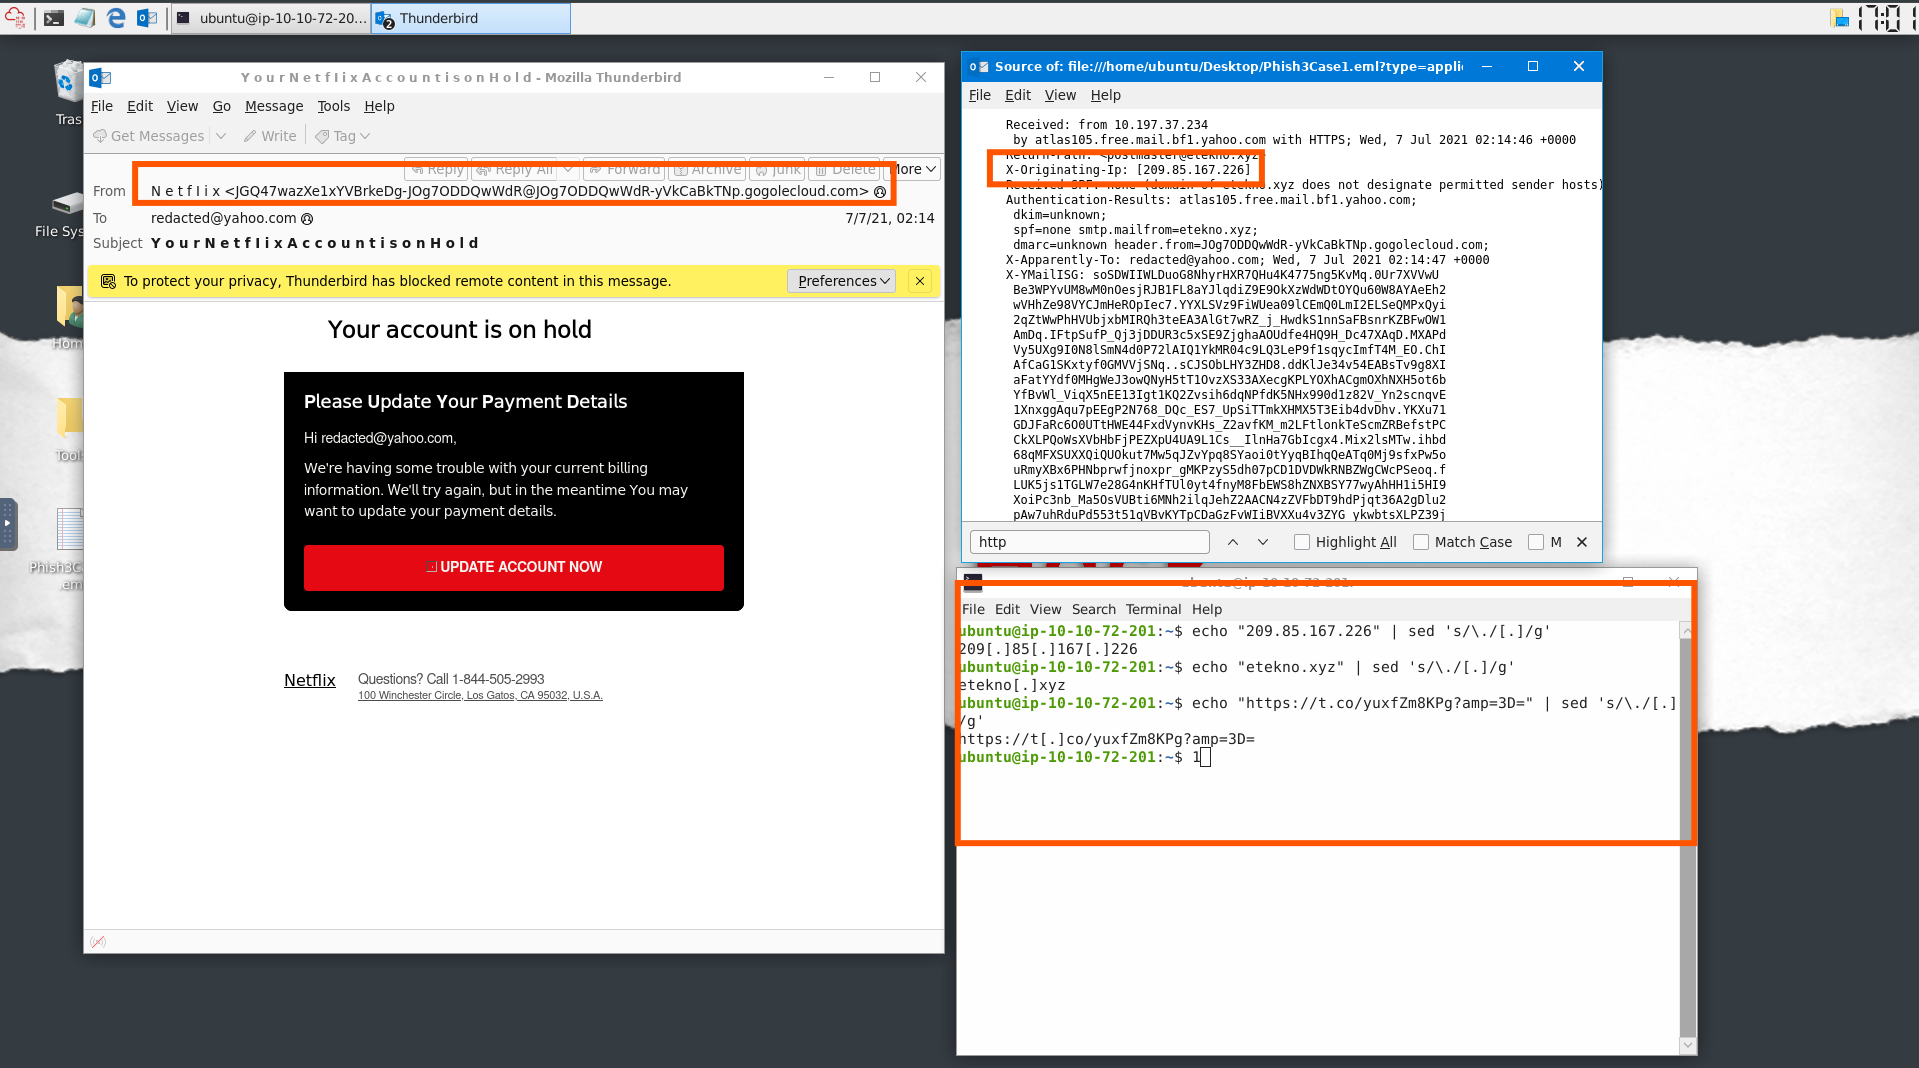 ubuntu@ip-10-10-72-20...
Thunderbird
17:01
Tras
File Sys
Hom
Tool
Phish3C
.em
Y o u r N e t f l i x A c c o u n t i s o n H o l d - Mozilla Thunderbird
File Edit View Go Message Tools Help
Get Messages Write Tag
Reply Reply All Forward Archive Junk Delete More
From N e t f l i x <JGQ47wazXe1xYVBrkeDg-JOg7ODDQwWdR@JOg7ODDQwWdR-yVkCaBkTNp.gogolecloud.com>
To redacted@yahoo.com 7/7/21, 02:14
Subject Y o u r N e t f l i x A c c o u n t i s o n H o l d
To protect your privacy, Thunderbird has blocked remote content in this message. Preferences
Your account is on hold
Please Update Your Payment Details
Hi redacted@yahoo.com,
We're having some trouble with your current billing
information. We'll try again, but in the meantime You may
want to update your payment details.
UPDATE ACCOUNT NOW
Netflix Questions? Call 1-844-505-2993
100 Winchester Circle, Los Gatos, CA 95032, U.S.A.
Source of: file:///home/ubuntu/Desktop/Phish3Case1.eml?type=appli
File Edit View Help
Received: from 10.197.37.234
by atlas105.free.mail.bf1.yahoo.com with HTTPS; Wed, 7 Jul 2021 02:14:46 +0000
Return-Path: <postmaster@etekno.xyz>
X-Originating-Ip: [209.85.167.226]
Received-SPF: none (domain of etekno.xyz does not designate permitted sender hosts)
Authentication-Results: atlas105.free.mail.bf1.yahoo.com;
dkim=unknown;
spf=none smtp.mailfrom=etekno.xyz;
dmarc=unknown header.from=JOg7ODDQwWdR-yVkCaBkTNp.gogolecloud.com;
X-Apparently-To: redacted@yahoo.com; Wed, 7 Jul 2021 02:14:47 +0000
X-YMailISG: soSDWIIWLDuoG8NhyrHXR7QHu4K4775ng5KvMq.0Ur7XVVwU
Be3WPYvUM8wM0nOesjRJB1FL8aYJlqdiZ9E9OkXzWdWDtOYQu60W8AYAeEh2
wVHhZe98VYCJmHeROpIec7.YYXLSVz9FiWUea09lCEmQ0LmI2ELSeQMPxQyi
2qZtWwPhHVUbjxbMIRQh3teEA3AlGt7wRZ_j_HwdkS1nnSaFBsnrKZBFwOW1
AmDq.IFtpSufP_Qj3jDDUR3c5xSE9ZjghaAOUdfe4HQ9H_Dc47XAqD.MXAPd
Vy5UXg9I0N8lSmN4d0P72lAIQ1YkMR04c9LQ3LeP9f1sqycImfT4M_EO.ChI
AfCaG1SKxtyf0GMVVjSNq..sCJSObLHY3ZHD8.ddKlJe34v54EABsTv9g8XI
aFatYYdf0MHgWeJ3owQNyH5tT1OvzXS33AXecgKPLYOXhACgmOXhNXH5ot6b
YfBvWl_ViqX5nEE13Igt1KQ2Zvsih6dqNPfdK5NHx990d1z82V_Yn2scnqvE
1XnxggAqu7pEEgP2N768_DQc_ES7_UpSiTTmkXHMX5T3Eib4dvDhv.YKXu71
GDJFaRc6O0UTtHWE44FxdVynvKHs_Z2avfKM_m2LFtlonkTeScmZRBefstPC
CkXLPQoWsXVbHbFjPEZXpU4UA9L1Cs__IlnHa7GbIcgx4.Mix2lsMTw.ihbd
68qMFXSUXXQiQUOkut7Mw5qJZvYpq8SYaoi0tYyqBIhqQeATq0Mj9sfxPw5o
uRmyXBx6PHNbprwfjnoxpr_gMKPzyS5dh07pCD1DVDWkRNBZWgCWcPSeoq.f
LUK5js1TGLW7e28G4nKHfTUl0yt4fnyM8FbEWS8hZNXBSY77wyAhHH1i5HI9
XoiPc3nb_Ma5OsVUBti6MNh2ilqJehZ2AACN4zZVFbDT9hdPjqt36A2gDlu2
pAw7uhRduPd553t51qVBvKYTpCDaGzFvWIiBVXXu4v3ZYG_ykwbtsXLPZ39j
http Highlight All Match Case M
ubuntu@ip-10-10-72-201:
File Edit View Search Terminal Help
ubuntu@ip-10-10-72-201:~$ echo "209.85.167.226" | sed 's/\./[.]/g'
209[.]85[.]167[.]226
ubuntu@ip-10-10-72-201:~$ echo "etekno.xyz" | sed 's/\./[.]/g'
etekno[.]xyz
ubuntu@ip-10-10-72-201:~$ echo "https://t.co/yuxfZm8KPg?amp=3D=" | sed 's/\./[.]
/g'
https://t[.]co/yuxfZm8KPg?amp=3D=
ubuntu@ip-10-10-72-201:~$ 1